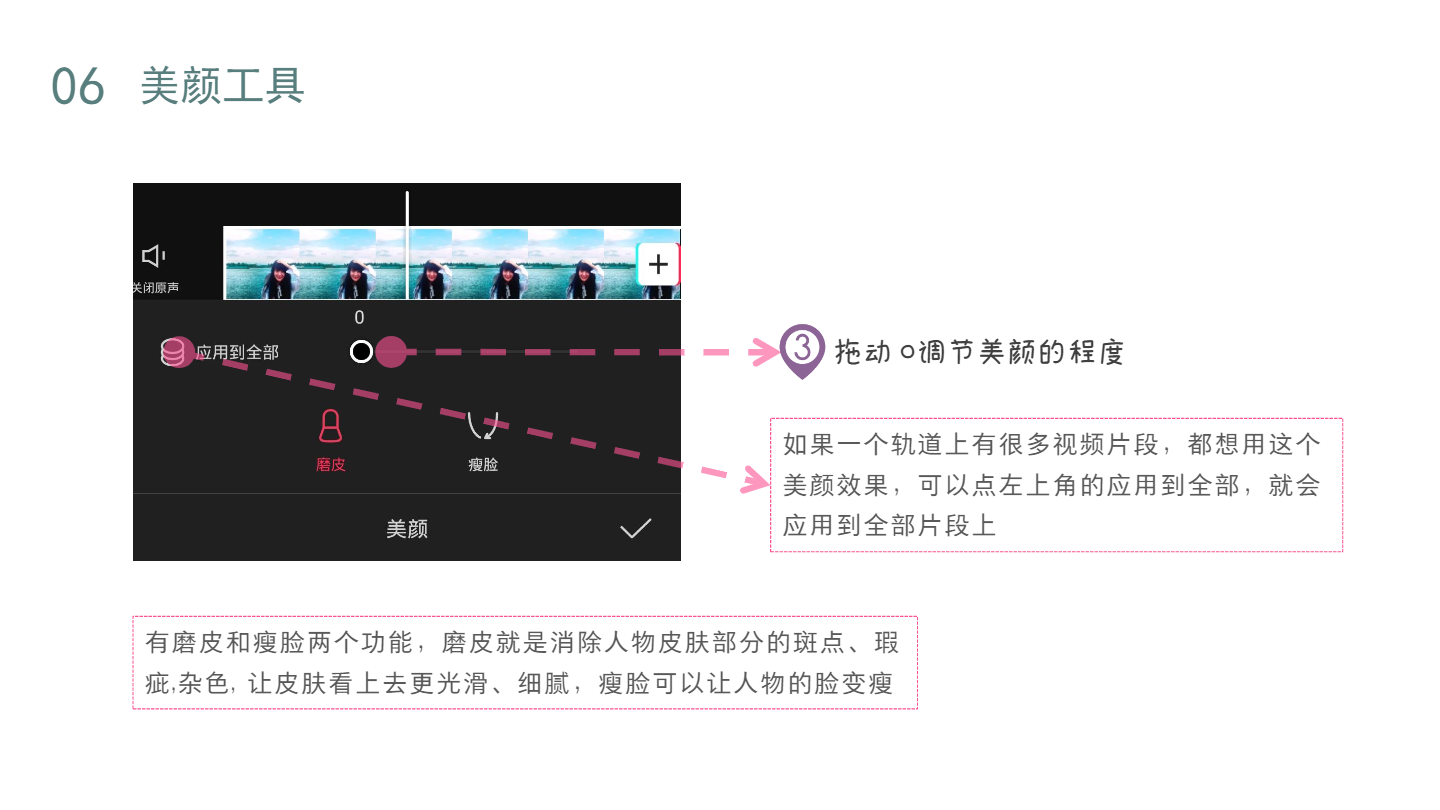 06 美颜工具
关闭原声
0
应用到全部
磨皮 瘦脸
美颜
3 拖动 O调节美颜的程度
如果一个轨道上有很多视频片段，都想用这个
美颜效果，可以点左上角的应用到全部，就会
应用到全部片段上
有磨皮和瘦脸两个功能，磨皮就是消除人物皮肤部分的斑点、瑕
疵,杂色, 让皮肤看上去更光滑、细腻，瘦脸可以让人物的脸变瘦